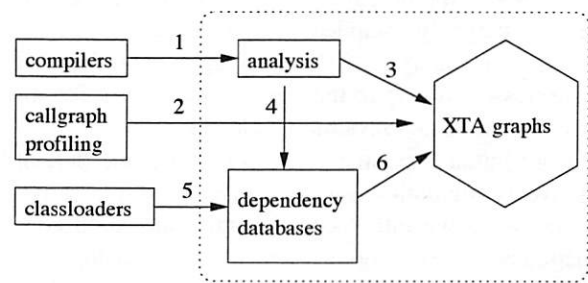 1
3
compilers
analysis
2
4
callgraph
profiling
XTA graphs
6
5
classloaders
dependency
databases